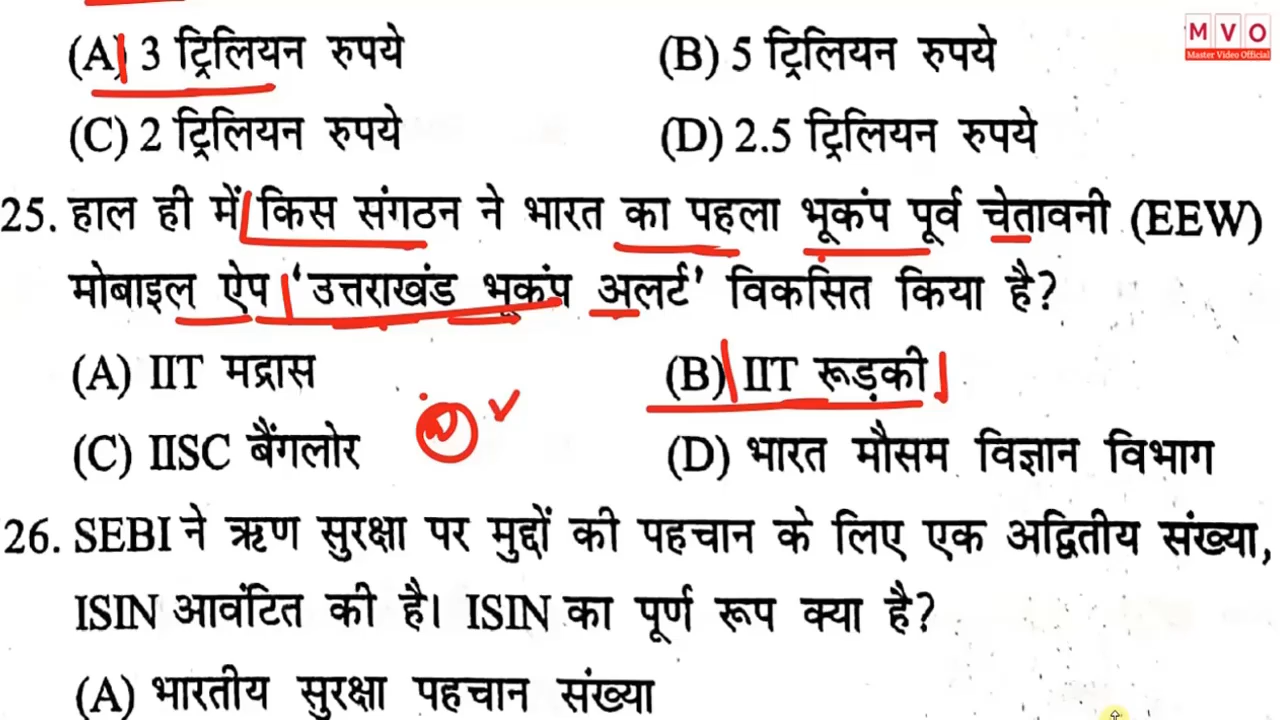 M V O
Master Video Official
(A) 3 ट्रिलियन रुपये (B) 5 ट्रिलियन रुपये
(C) 2 ट्रिलियन रुपये (D) 2.5 ट्रिलियन रुपये
25. हाल ही में किस संगठन ने भारत का पहला भूकंप पूर्व चेतावनी (EEW)
मोबाइल ऐप 'उत्तराखंड भूकंप अलर्ट' विकसित किया है?
(A) IIT मद्रास (B) IIT रूड़की
(C) IISC बैंगलोर (D) भारत मौसम विज्ञान विभाग
26. SEBI ने ऋण सुरक्षा पर मुद्दों की पहचान के लिए एक अद्वितीय संख्या,
ISIN आवंटित की है। ISIN का पूर्ण रूप क्या है?
(A) भारतीय सुरक्षा पहचान संख्या